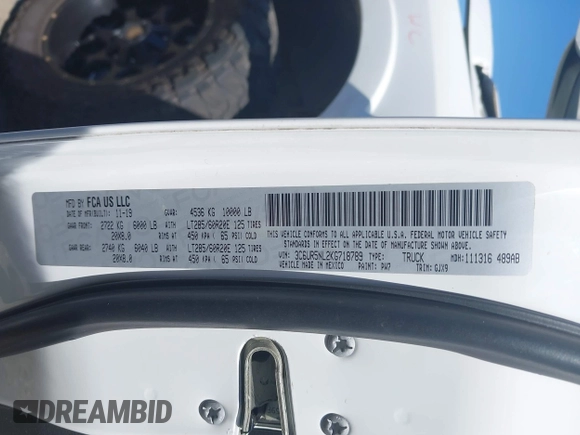 MFD BY FCA US LLC
DATE OF MFR(BUILT): 11-19 GVWR: 4536 KG 10000 LB
GAWR FRONT: 2722 KG 6000 LB WITH LT285/60R20E 125 TIRES
20X8.0 RIMS AT 450 KPA ( 65 PSI) COLD
GAWR REAR: 2740 KG 6040 LB WITH LT285/60R20E 125 TIRES
20X8.0 RIMS AT 450 KPA ( 65 PSI) COLD
THIS VEHICLE CONFORMS TO ALL APPLICABLE U.S.A. FEDERAL MOTOR VEHICLE SAFETY
STANDARDS IN EFFECT ON THE DATE OF MANUFACTURE SHOWN ABOVE.
VIN: 3C6UR5NL2KG718789 TYPE: TRUCK MDH:111316 489AB
VEHICLE MADE IN MEXICO PAINT: PW7 TRIM: GJX9
DREAMBID